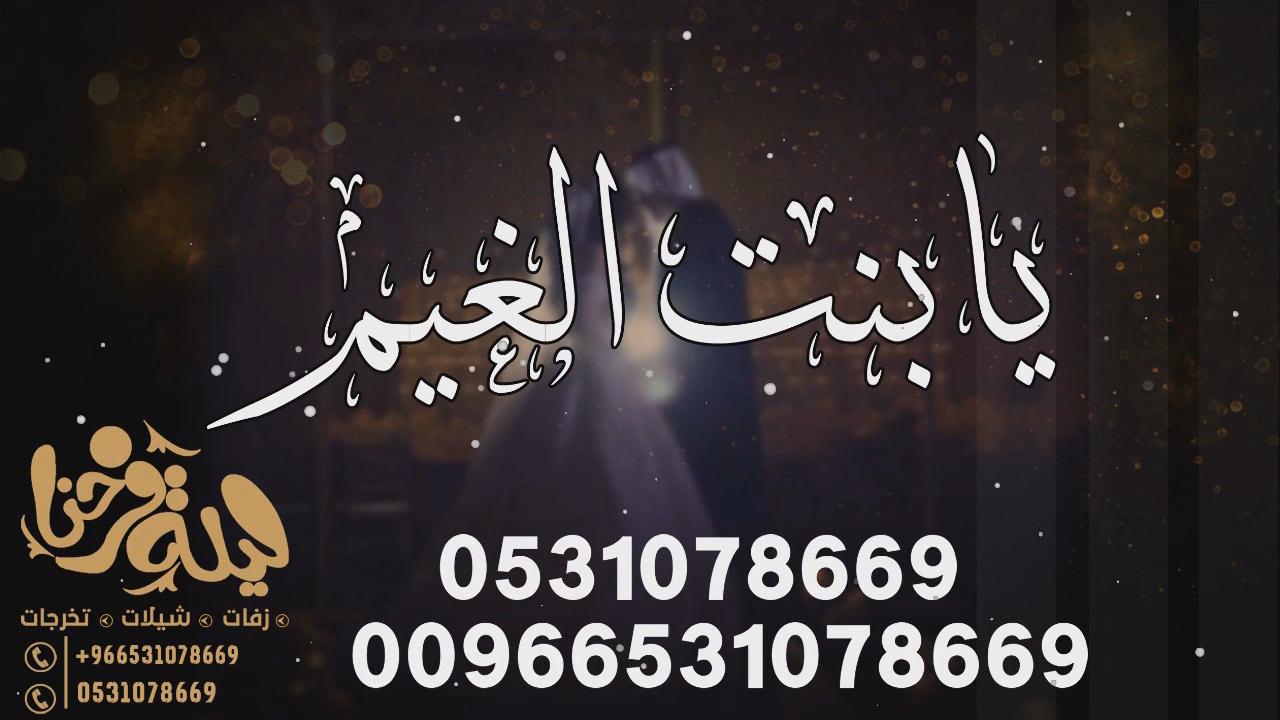 يا بنت الغيم
0531078669
00966531078669
ليلة فرحنا
زفات شيلات تخرجات
+966531078669
0531078669